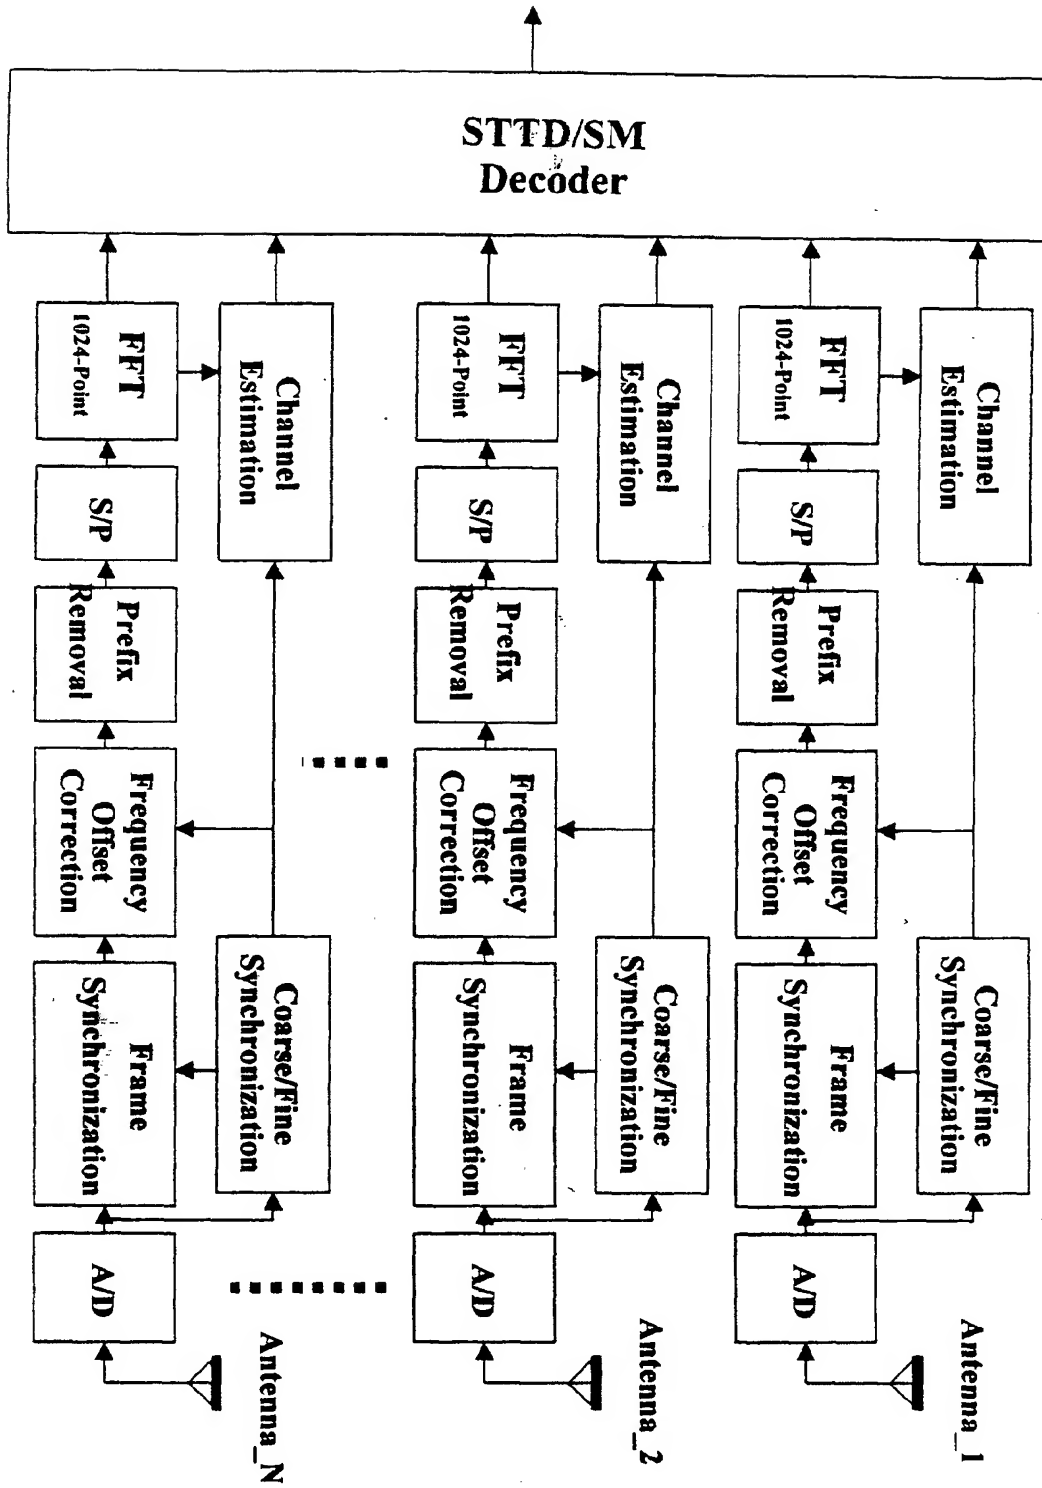 STTD/SM
Decoder
Channel
Estimation
FFT
1024-Point
S/P
Prefix
Removal
Frequency
Offset
Correction
Coarse/Fine
Synchronization
Frame
Synchronization
A/D
Antenna_1
Channel
Estimation
FFT
1024-Point
S/P
Prefix
Removal
Frequency
Offset
Correction
Coarse/Fine
Synchronization
Frame
Synchronization
A/D
Antenna_2
Channel
Estimation
FFT
1024-Point
S/P
Prefix
Removal
Frequency
Offset
Correction
Coarse/Fine
Synchronization
Frame
Synchronization
A/D
Antenna_N